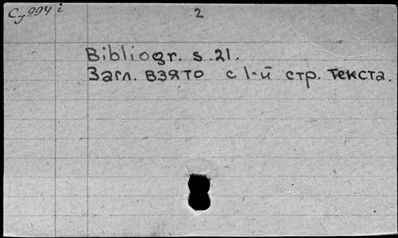 Cj 994 i
2
Bibliogr. s. 21.
Загл. взято с 1-й стр. текста.